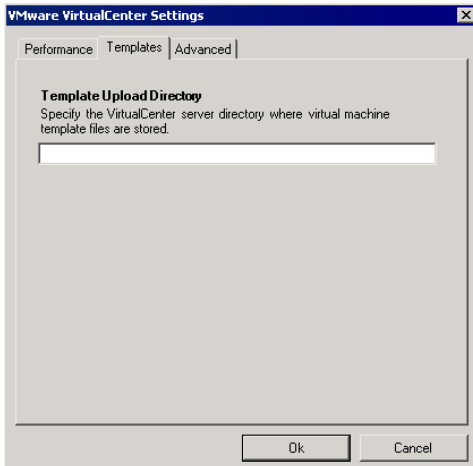 VMware VirtualCenter Settings
Performance Templates Advanced
Template Upload Directory
Specify the VirtualCenter server directory where virtual machine
template files are stored.
Ok Cancel